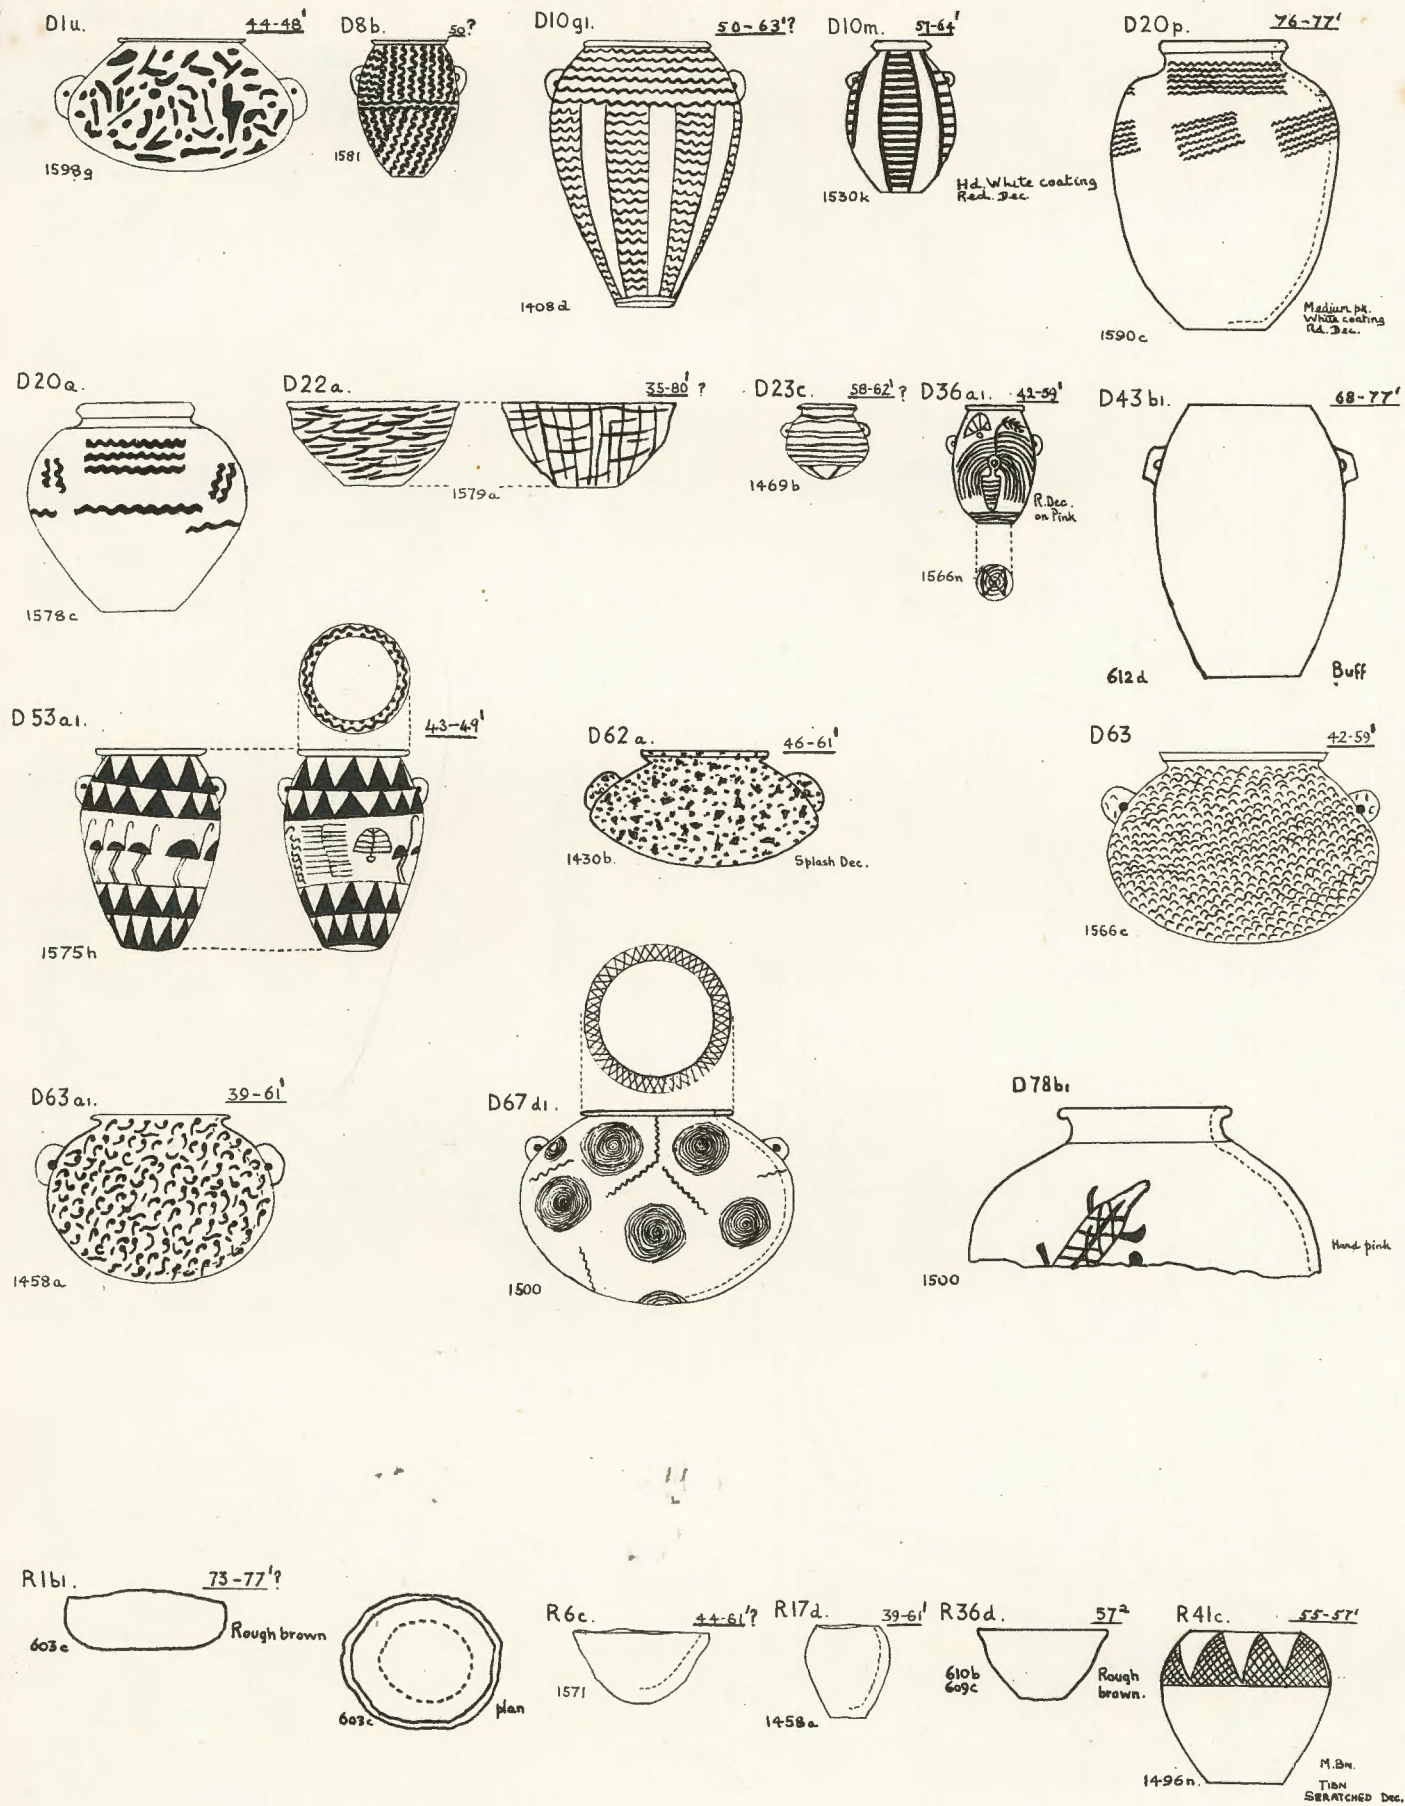 D1u. 44-48'
D8b. 50?
D10g1. 50-63'?
D10m. 57-64'
D20p. 76-77'
1598g
1581
1408d
1530k
Hd. White coating
Red. Dec.
1590c
Medium pk.
White coating
Rd. Dec.
D20q.
D22a. 35-80'?
D23c. 58-62'?
D36a1. 42-59'
D43b1. 68-77'
1578c
1579a
1469b
R. Dec.
on Pink
1566n
612d
Buff
D53a1. 43-49'
D62a. 46-61'
D63 42-59'
1575h
1430b.
Splash Dec.
1566c
D63a1. 39-61'
D67d1.
D78b1
1458a
1500
1500
Hard pink
R1b1. 73-77'?
603c
Rough brown
603c
plan
R6c. 44-61'?
1571
R17d. 39-61'
1458a
R36d. 57²
610b
609c
Rough
brown.
R41c. 55-57'
1496n.
M.Bn.
TIBN
SCRATCHED Dec.